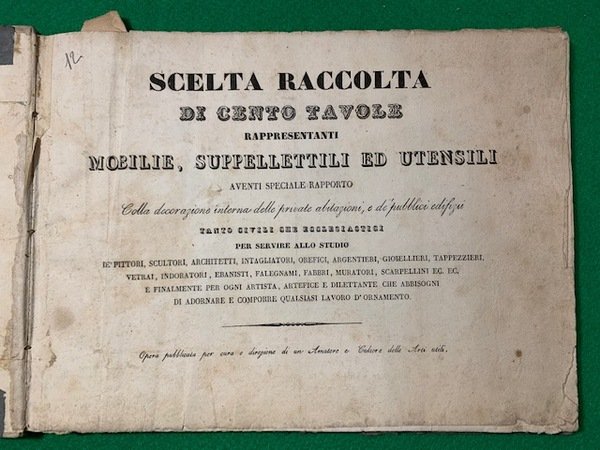 12.
SCELTA RACCOLTA
DI CENTO TAVOLE
RAPPRESENTANTI
MOBILIE, SUPPELLETTILI ED UTENSILI
AVENTI SPECIALE RAPPORTO
Colla decorazione interna delle private abitazioni, e de' pubblici edifizii
TANTO CIVILI CHE ECCLESIASTICI
PER SERVIRE ALLO STUDIO
DE' PITTORI, SCULTORI, ARCHITETTI, INTAGLIATORI, OREFICI, ARGENTIERI, GIOIELLIERI, TAPPEZZIERI,
VETRAI, INDORATORI, EBANISTI, FALEGNAMI, FABBRI, MURATORI, SCARPELLINI EC. EC.
E FINALMENTE PER OGNI ARTISTA, ARTEFICE E DILETTANTE CHE ABBISOGNI
DI ADORNARE E COMPORRE QUALSIASI LAVORO D'ORNAMENTO.
Opera pubblicata per cura e direzione di un Amatore e Cultore delle Arti utili.